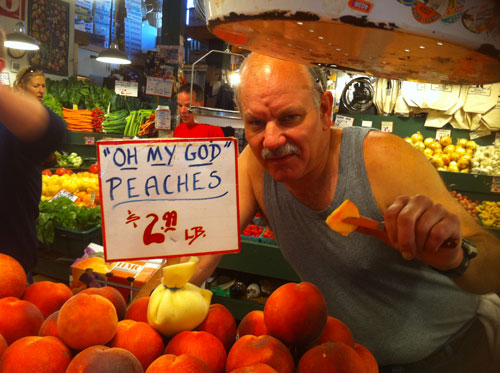 "OH MY GOD"
PEACHES
$ 2.99 LB.